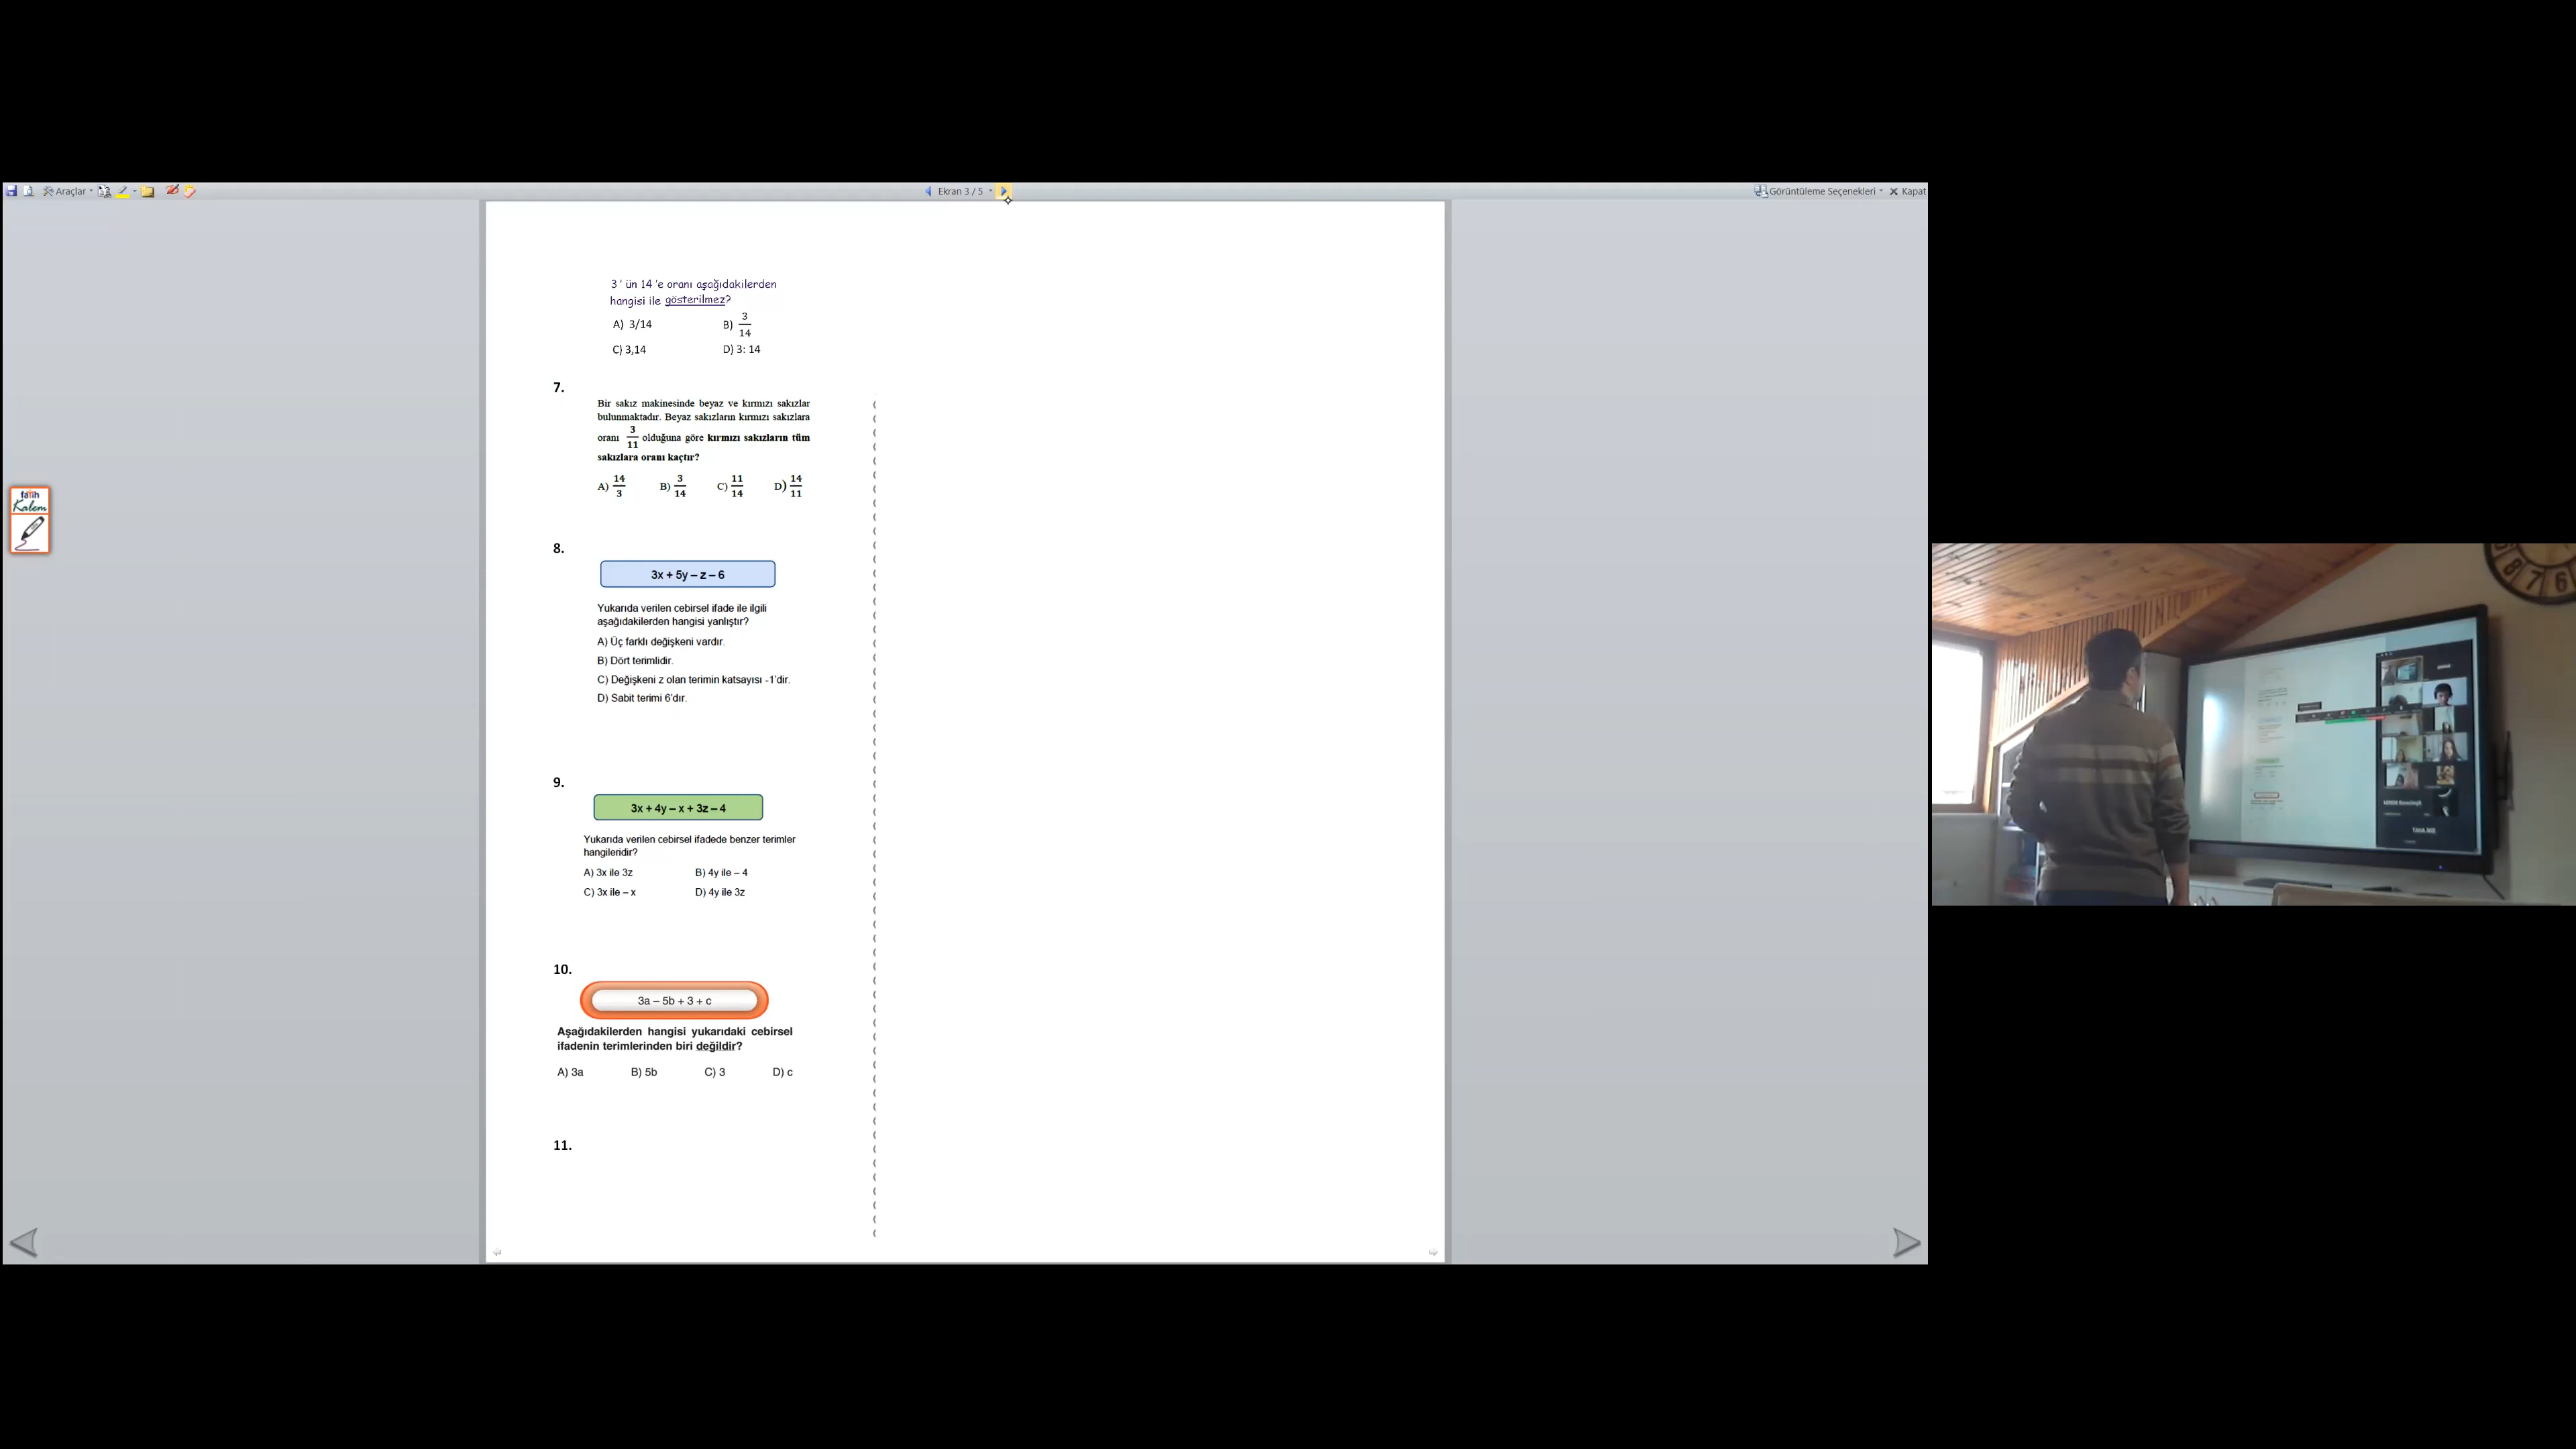 Araçlar
Ekran 3 / 5
Görüntüleme Seçenekleri
Kapat
3 ' ün 14 'e oranı aşağıdakilerden
hangisi ile gösterilmez?
A) 3/14 B) 3/14
C) 3,14 D) 3: 14
7.
Bir sakız makinesinde beyaz ve kırmızı sakızlar
bulunmaktadır. Beyaz sakızların kırmızı sakızlara
oranı 3/11 olduğuna göre kırmızı sakızların tüm
sakızlara oranı kaçtır?
A) 14/3 B) 3/14 C) 11/14 D) 14/11
8.
3x + 5y – z – 6
Yukarıda verilen cebirsel ifade ile ilgili
aşağıdakilerden hangisi yanlıştır?
A) Üç farklı değişkeni vardır.
B) Dört terimlidir.
C) Değişkeni z olan terimin katsayısı -1'dir.
D) Sabit terimi 6'dır.
9.
3x + 4y – x + 3z – 4
Yukarıda verilen cebirsel ifadede benzer terimler
hangileridir?
A) 3x ile 3z B) 4y ile – 4
C) 3x ile – x D) 4y ile 3z
10.
3a – 5b + 3 + c
Aşağıdakilerden hangisi yukarıdaki cebirsel
ifadenin terimlerinden biri değildir?
A) 3a B) 5b C) 3 D) c
11.
fatih
Kalem
8 7 6